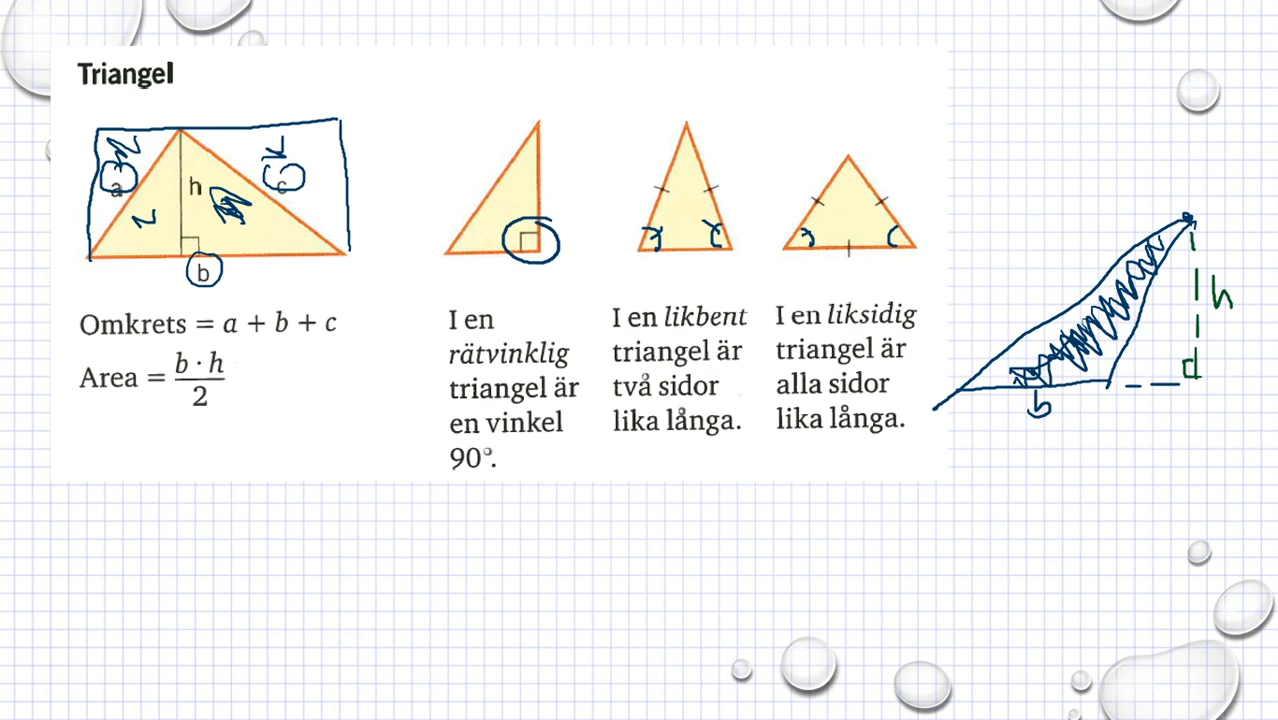 Triangel
a
h
c
b
Omkrets = a + b + c
Area = b · h / 2
I en
rätvinklig
triangel är
en vinkel
90°.
I en likbent
triangel är
två sidor
lika långa.
I en liksidig
triangel är
alla sidor
lika långa.
h
b